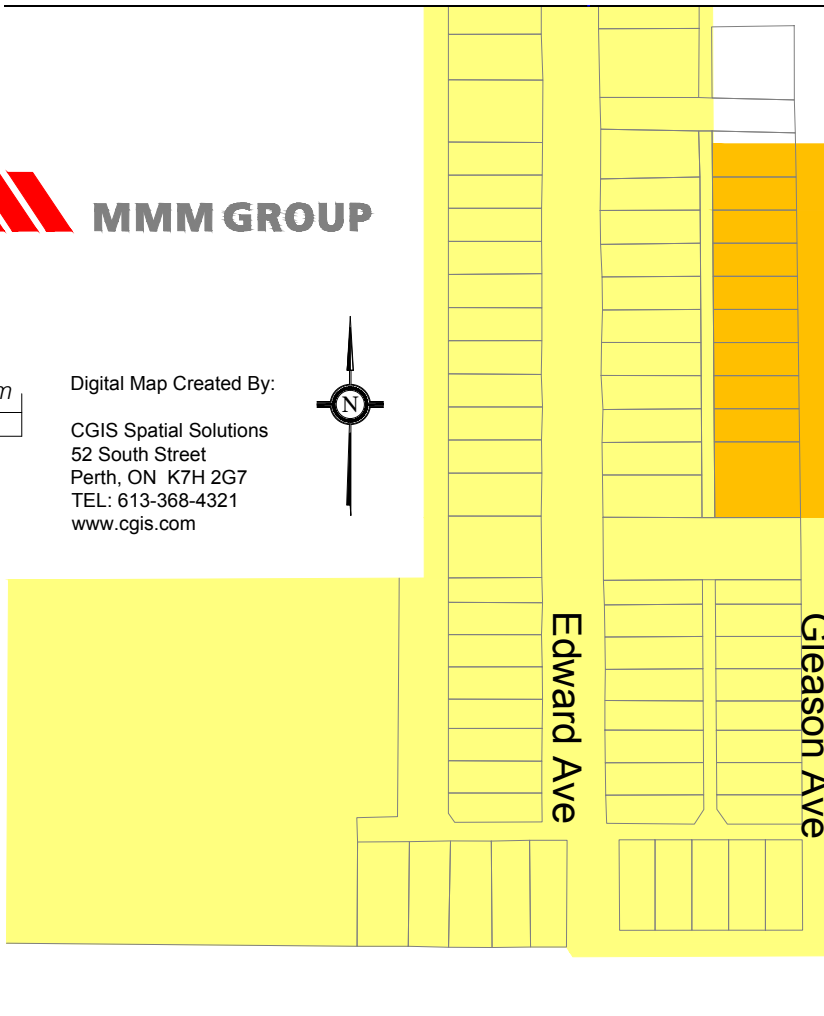 MMM GROUP
m
Digital Map Created By:
CGIS Spatial Solutions
52 South Street
Perth, ON K7H 2G7
TEL: 613-368-4321
www.cgis.com
N
Edward Ave
Gleason Ave